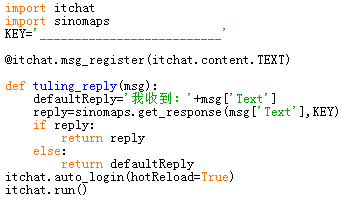 import itchat
import sinomaps
KEY='___________________________'
@itchat.msg_register(itchat.content.TEXT)
def tuling_reply(msg):
    defaultReply='我收到：'+msg['Text']
    reply=sinomaps.get_response(msg['Text'],KEY)
    if reply:
        return reply
    else:
        return defaultReply
itchat.auto_login(hotReload=True)
itchat.run()